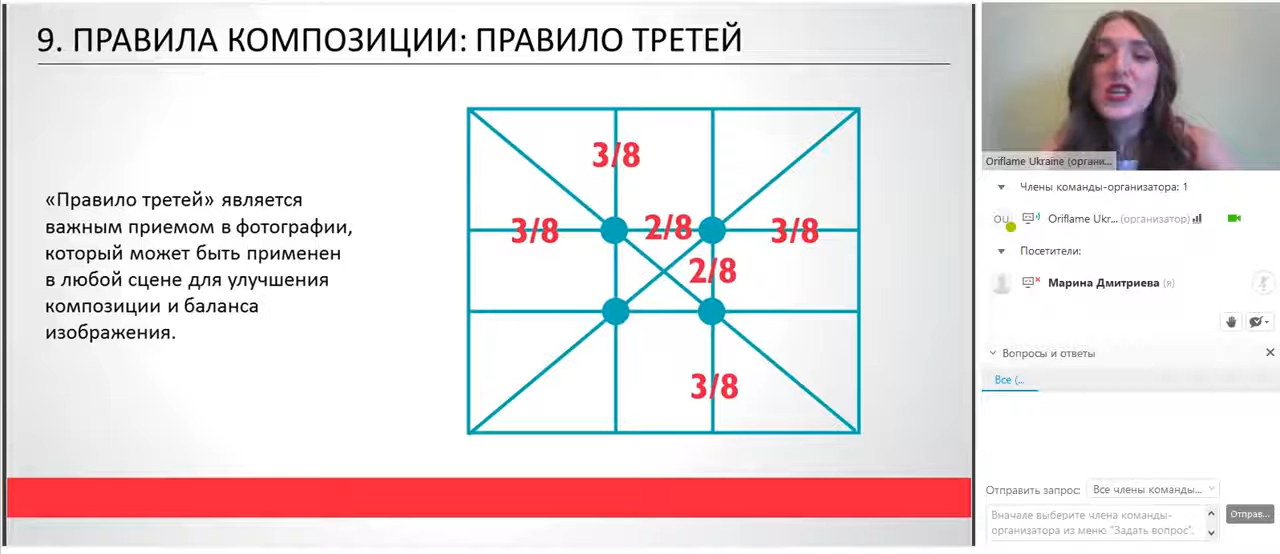 9. ПРАВИЛА КОМПОЗИЦИИ: ПРАВИЛО ТРЕТЕЙ
«Правило третей» является
важным приемом в фотографии,
который может быть применен
в любой сцене для улучшения
композиции и баланса
изображения.
3/8
3/8 2/8 3/8
2/8
3/8
Oriflame Ukraine (органи...
Члены команды-организатора: 1
OU Oriflame Ukr... (организатор)
Посетители:
Марина Дмитриева (я)
Вопросы и ответы
Все (...
Отправить запрос: Все члены команды...
Вначале выберите члена команды-
организатора из меню "Задать вопрос".
Отправ...